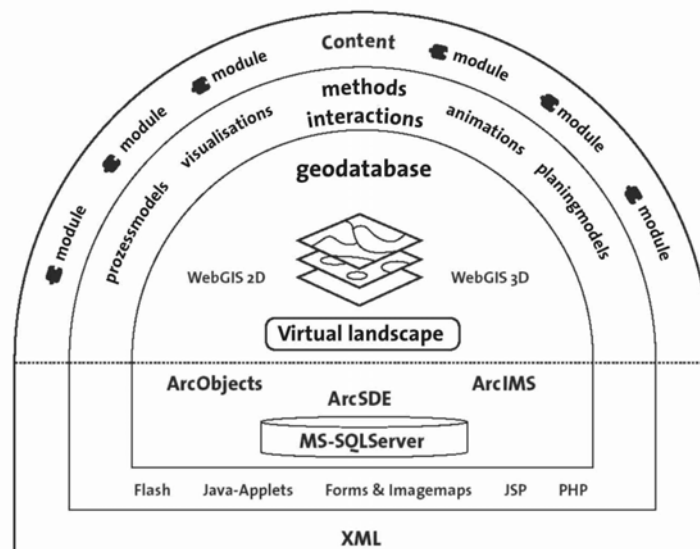 Content
module
module
module
module
module
module
methods
interactions
prozessmodels
visualisations
animations
planingmodels
geodatabase
WebGIS 2D
WebGIS 3D
Virtual landscape
ArcObjects
ArcSDE
ArcIMS
MS-SQLServer
Flash
Java-Applets
Forms & Imagemaps
JSP
PHP
XML